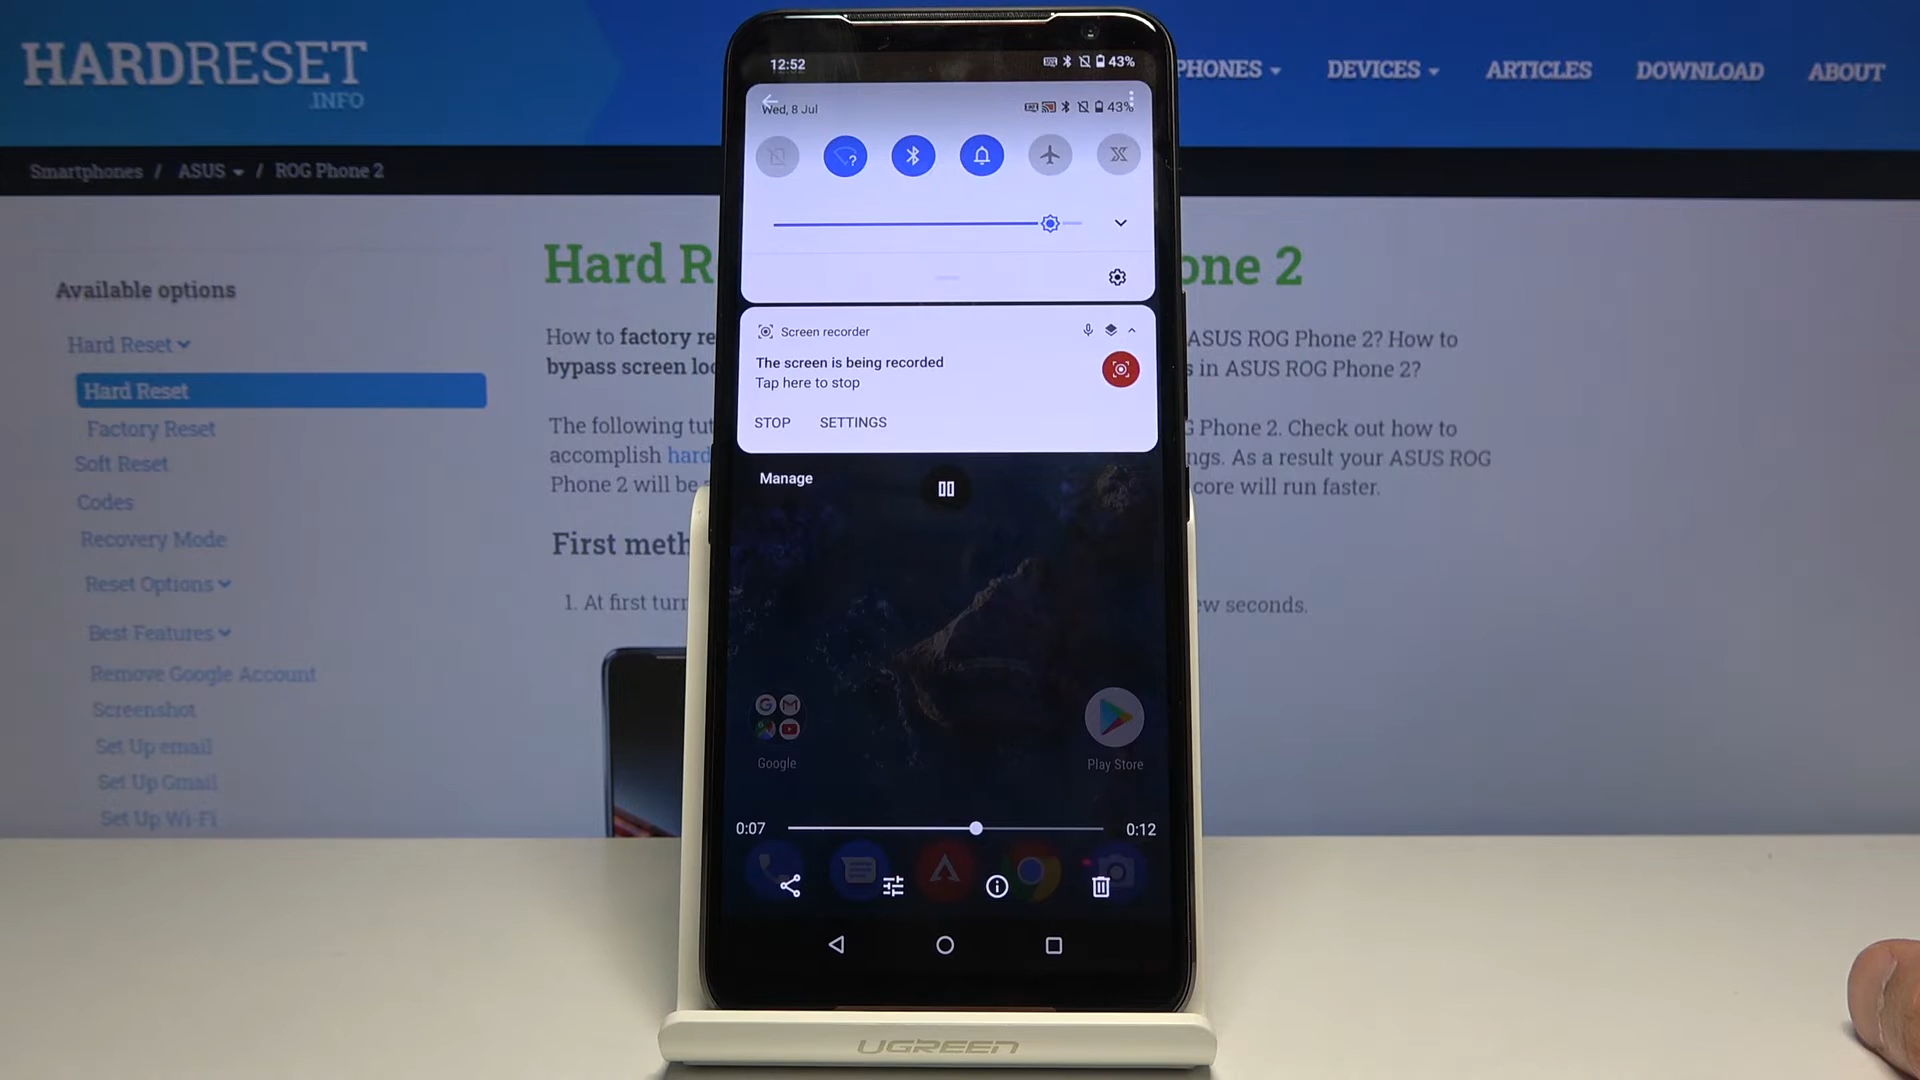 HARDRESET
.INFO
PHONES
DEVICES
ARTICLES
DOWNLOAD
ABOUT
Smartphones / ASUS / ROG Phone 2
Available options
Hard Reset
Hard Reset
Factory Reset
Soft Reset
Codes
Recovery Mode
Reset Options
Best Features
Remove Google Account
Screenshot
Set Up email
Set Up Gmail
Set Up Wi-Fi
Hard R
one 2
How to factory re
ASUS ROG Phone 2? How to
bypass screen loc
s in ASUS ROG Phone 2?
The following tut
G Phone 2. Check out how to
accomplish hard
ngs. As a result your ASUS ROG
Phone 2 will be
core will run faster.
First meth
1. At first turn
ew seconds.
12:52
43%
Wed, 8 Jul
43%
Screen recorder
The screen is being recorded
Tap here to stop
STOP SETTINGS
Manage
Google
Play Store
0:07
0:12
UGREEN